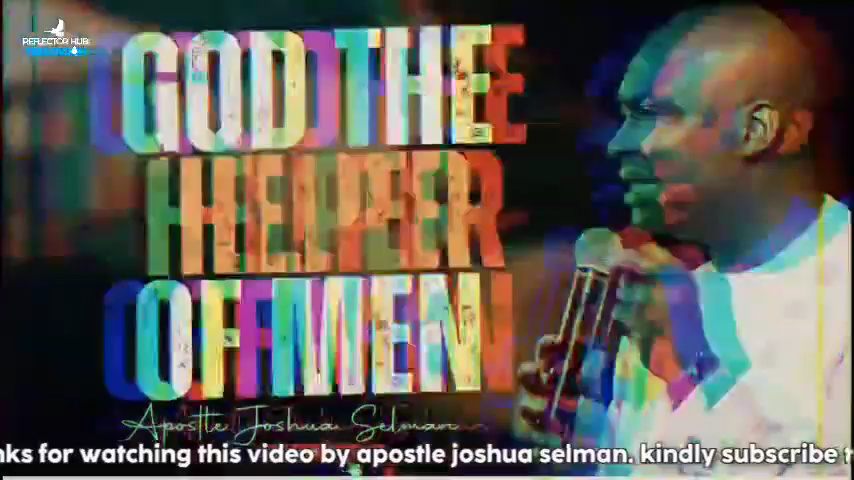 REFLECTOR HUB
GOD THE
HELPER
OF MEN
Apostle Joshua Selman
nks for watching this video by apostle joshua selman. kindly subscribe